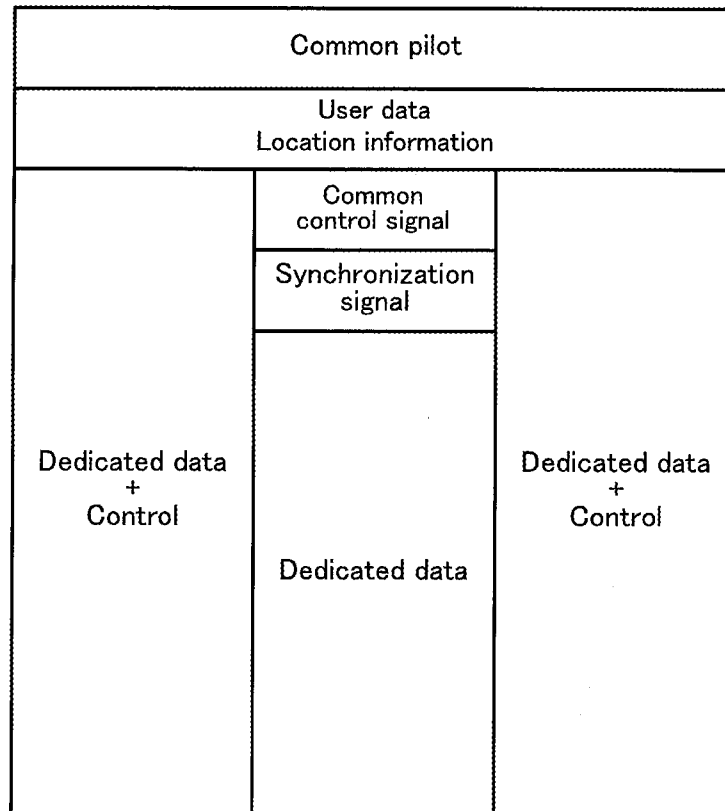 Common pilot
User data
Location information
Common
control signal
Synchronization
signal
Dedicated data
+
Control
Dedicated data
Dedicated data
+
Control